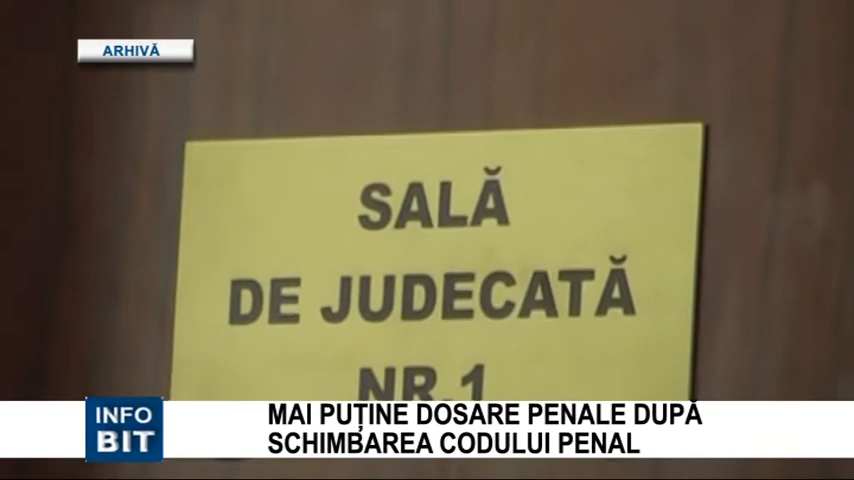 ARHIVĂ
SALĂ
DE JUDECATĂ
NR.1
INFO
BIT
MAI PUȚINE DOSARE PENALE DUPĂ
SCHIMBAREA CODULUI PENAL